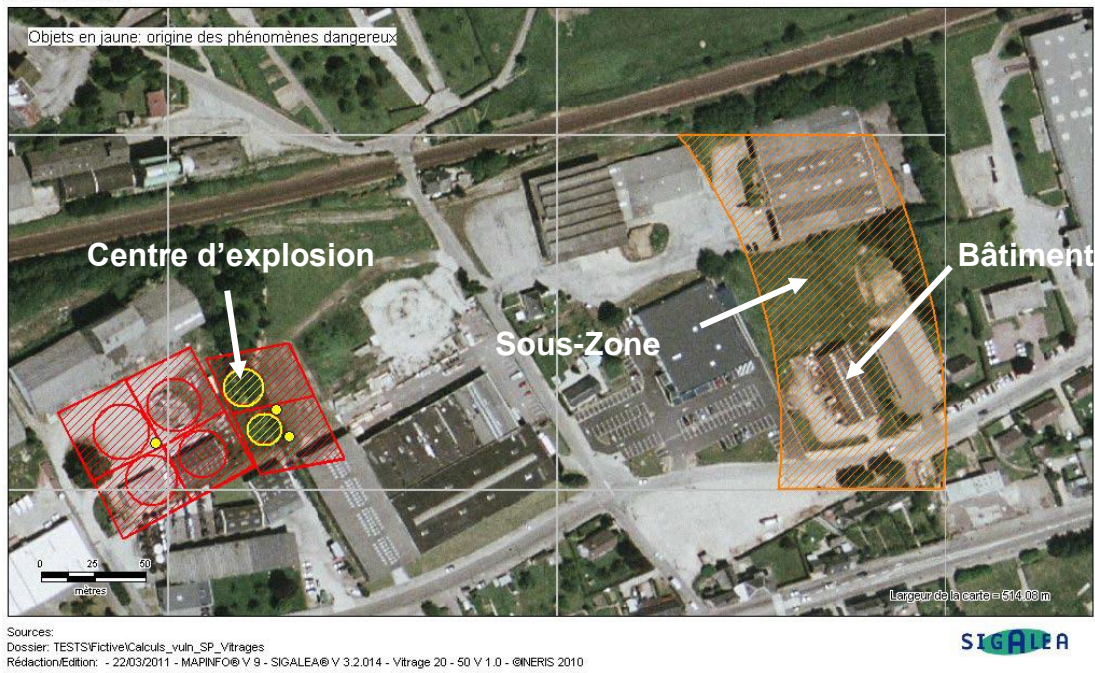 Objets en jaune: origine des phénomènes dangereux
Centre d'explosion
Bâtiment
Sous-Zone
0 25 50
mètres
Largeur de la carte = 514.08 m
Sources:
Dossier: TESTS\Fictive\Calculs_vuln_SP_Vitrages
Rédaction/Edition: - 22/03/2011 - MAPINFO® V 9 - SIGALEA® V 3.2.014 - Vitrage 20 - 50 V 1.0 - ©INERIS 2010
SIGALEA